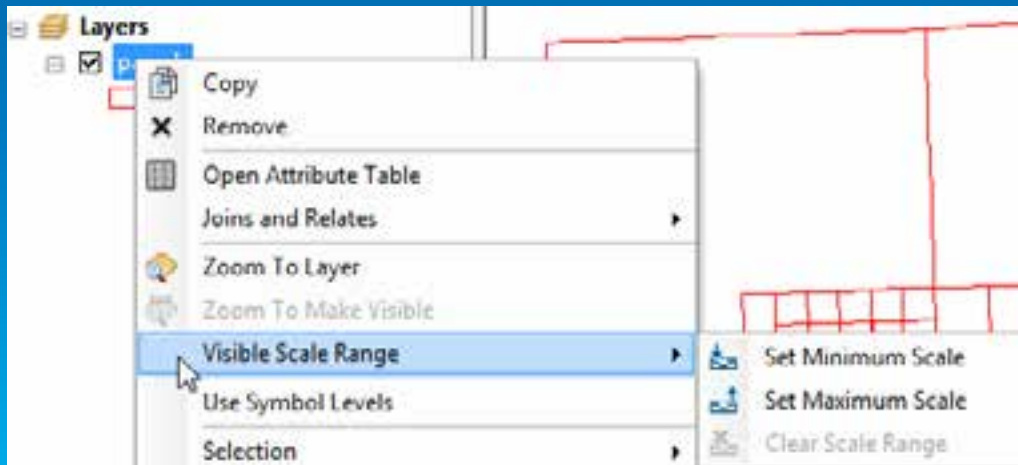 Layers
Copy
Remove
Open Attribute Table
Joins and Relates
Zoom To Layer
Zoom To Make Visible
Visible Scale Range
Set Minimum Scale
Use Symbol Levels
Set Maximum Scale
Selection
Clear Scale Range